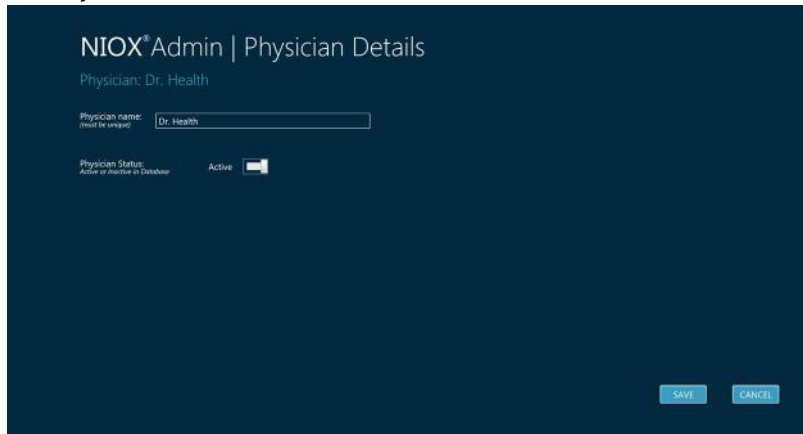 NIOX® Admin | Physician Details
Physician: Dr. Health
Physician name: Dr. Health
(must be unique)
Physician Status: Active
Active or Inactive in Database
SAVE CANCEL